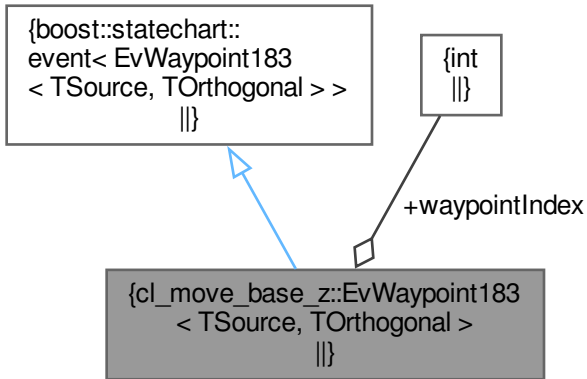 {boost::statechart::
event< EvWaypoint183
< TSource, TOrthogonal > >
||}
{int
||}
+waypointIndex
{cl_move_base_z::EvWaypoint183
< TSource, TOrthogonal >
||}